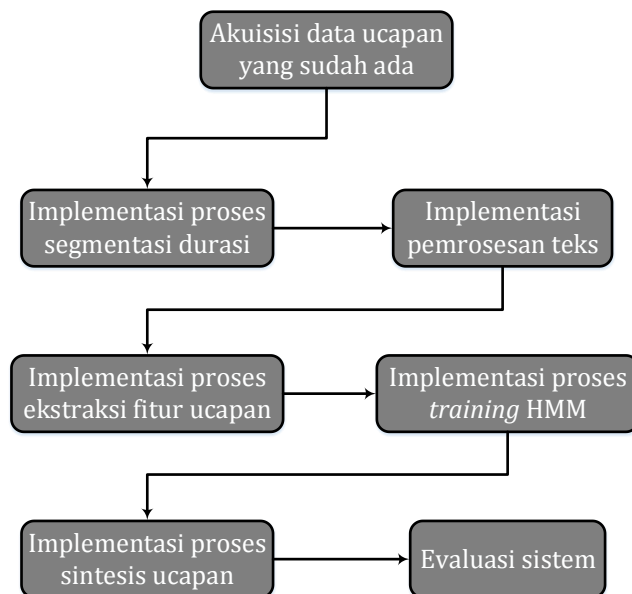 Akuisisi data ucapan
yang sudah ada
Implementasi proses
segmentasi durasi
Implementasi
pemrosesan teks
Implementasi proses
ekstraksi fitur ucapan
Implementasi proses
training HMM
Implementasi proses
sintesis ucapan
Evaluasi sistem